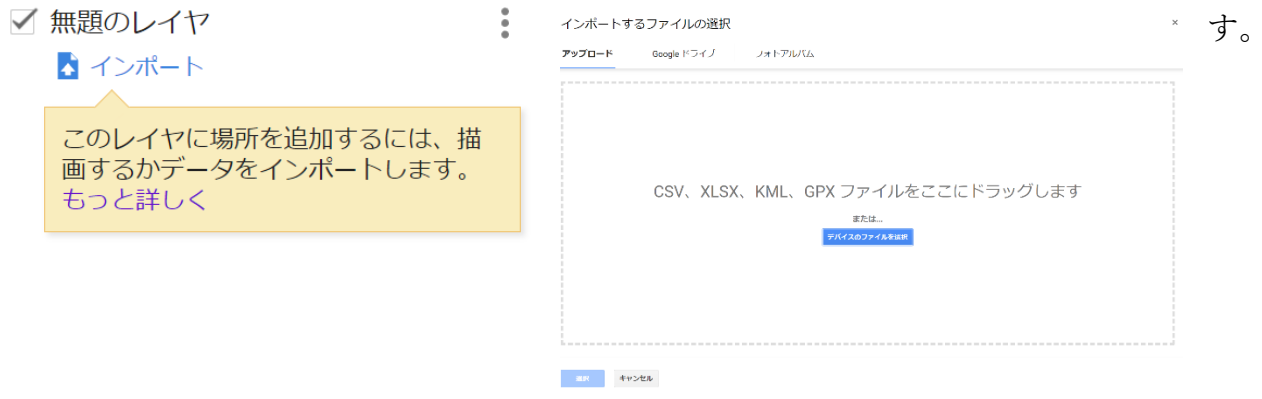 無題のレイヤ
インポート
このレイヤに場所を追加するには、描
画するかデータをインポートします。
もっと詳しく
インポートするファイルの選択
×
アップロード Google ドライブ フォトアルバム
CSV、XLSX、KML、GPX ファイルをここにドラッグします
または...
デバイスのファイルを選択
選択 キャンセル
す。